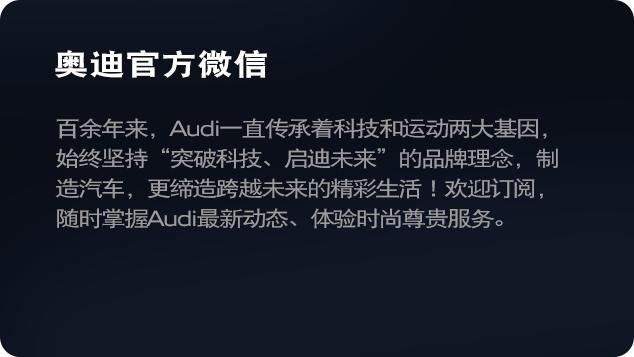 奥迪官方微信
百余年来，Audi一直传承着科技和运动两大基因，
始终坚持“突破科技、启迪未来”的品牌理念，制
造汽车，更缔造跨越未来的精彩生活！欢迎订阅，
随时掌握Audi最新动态、体验时尚尊贵服务。